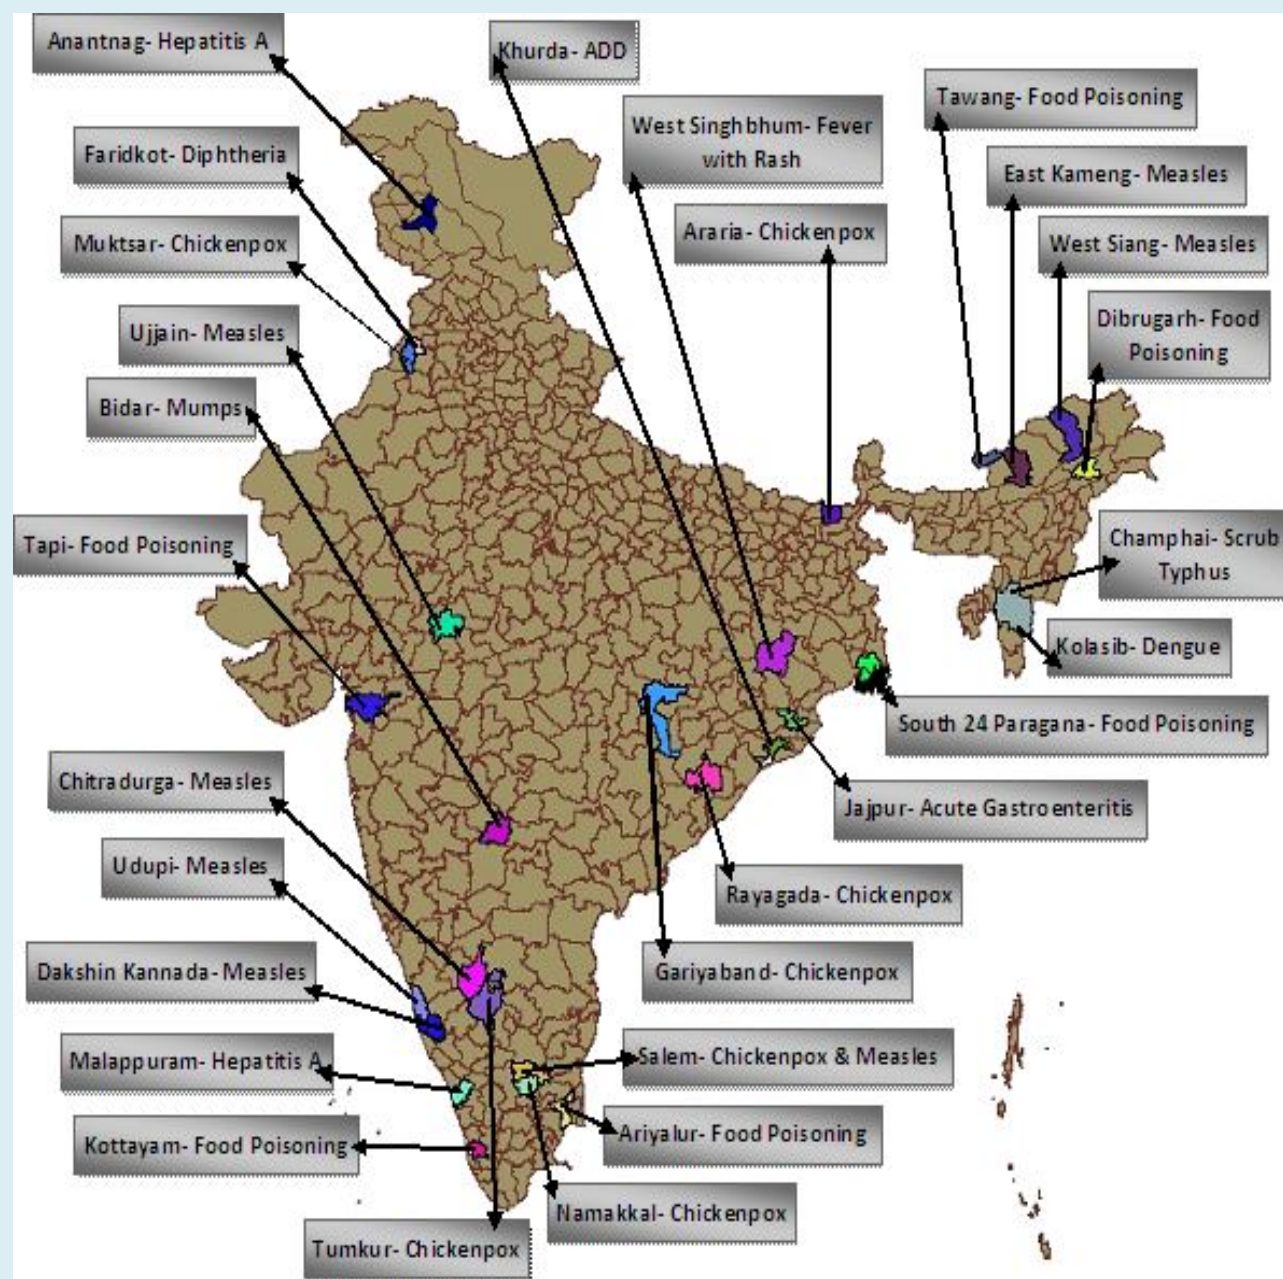 Anantnag- Hepatitis A
Khurda- ADD
Tawang- Food Poisoning
West Singhbhum- Fever
with Rash
Faridkot- Diphtheria
East Kameng- Measles
Muktsar- Chickenpox
Araria- Chickenpox
West Siang- Measles
Ujjain- Measles
Dibrugarh- Food
Poisoning
Bidar- Mumps
Tapi- Food Poisoning
Champhai- Scrub
Typhus
Kolasib- Dengue
South 24 Paragana- Food Poisoning
Chitradurga- Measles
Jajpur- Acute Gastroenteritis
Udupi- Measles
Rayagada- Chickenpox
Dakshin Kannada- Measles
Gariyaband- Chickenpox
Malappuram- Hepatitis A
Salem- Chickenpox & Measles
Kottayam- Food Poisoning
Ariyalur- Food Poisoning
Namakkal- Chickenpox
Tumkur- Chickenpox